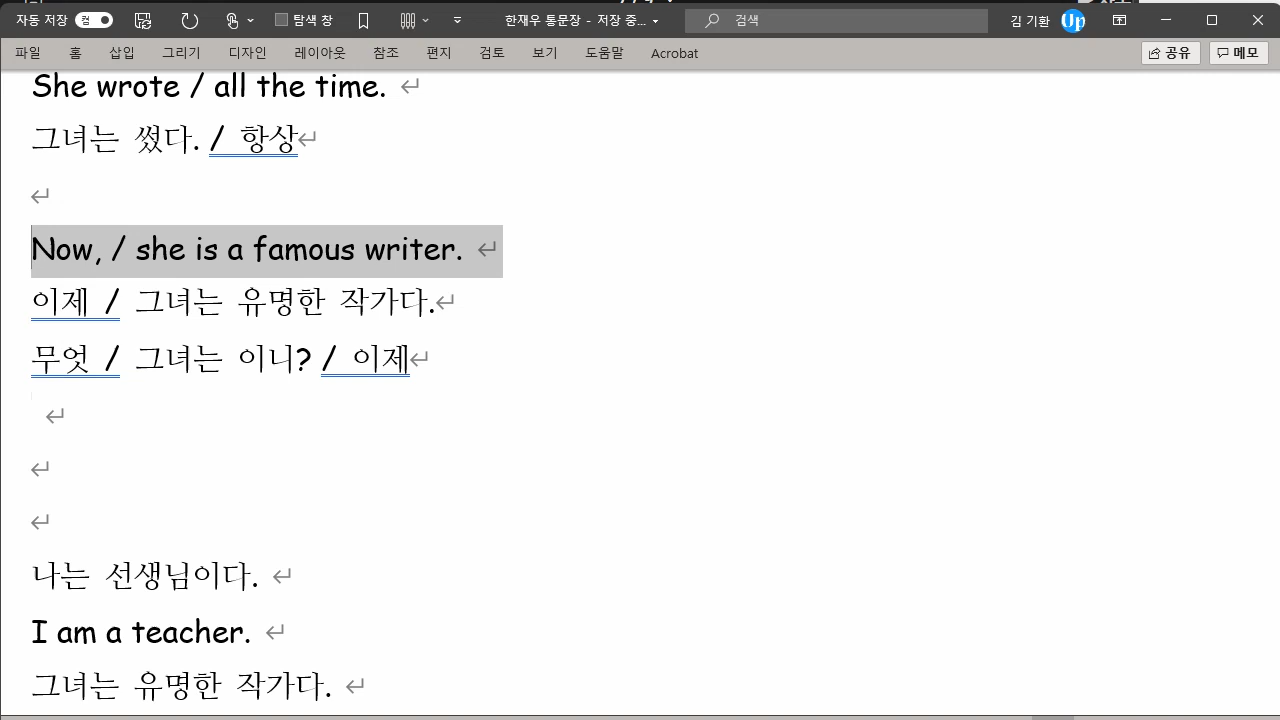 자동 저장 컴 탐색 창 한재우 통문장 - 저장 중... 검색 김 기환 Up
파일 홈 삽입 그리기 디자인 레이아웃 참조 편지 검토 보기 도움말 Acrobat 공유 메모
She wrote / all the time.
그녀는 썼다. / 항상
Now, / she is a famous writer.
이제 / 그녀는 유명한 작가다.
무엇 / 그녀는 이니? / 이제
나는 선생님이다.
I am a teacher.
그녀는 유명한 작가다.